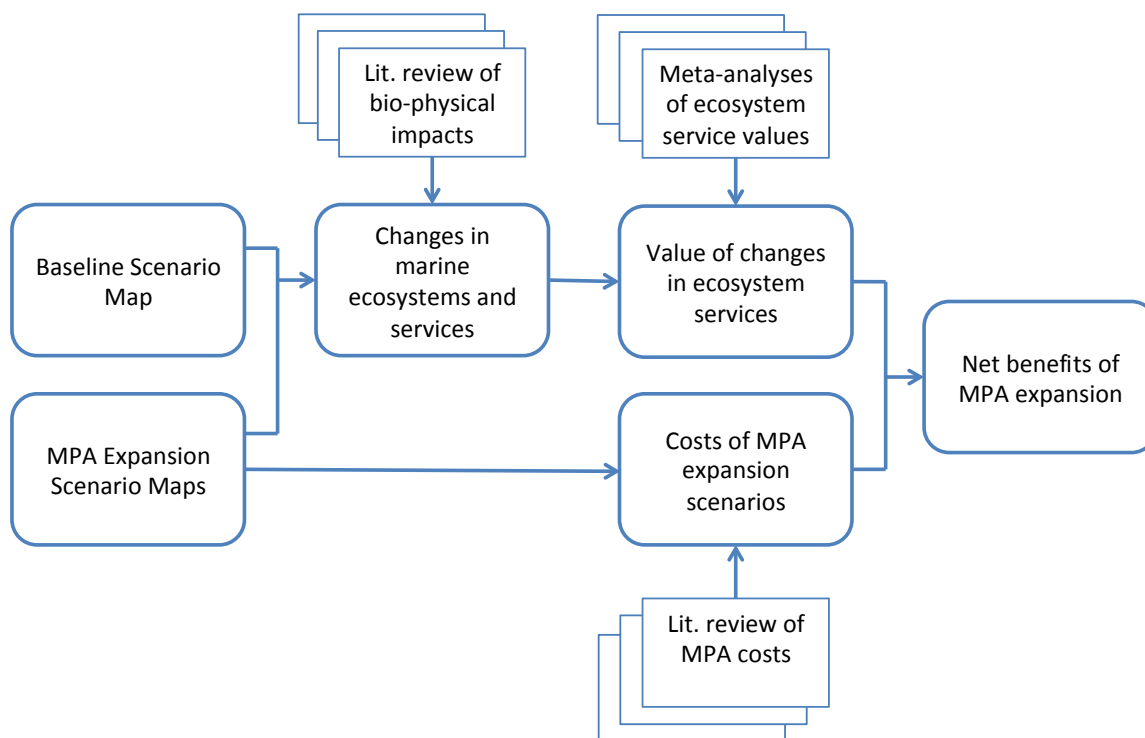 Lit. review of
bio-physical
impacts
Meta-analyses
of ecosystem
service values
Baseline Scenario
Map
Changes in
marine
ecosystems and
services
Value of changes
in ecosystem
services
Net benefits of
MPA expansion
MPA Expansion
Scenario Maps
Costs of MPA
expansion
scenarios
Lit. review of
MPA costs